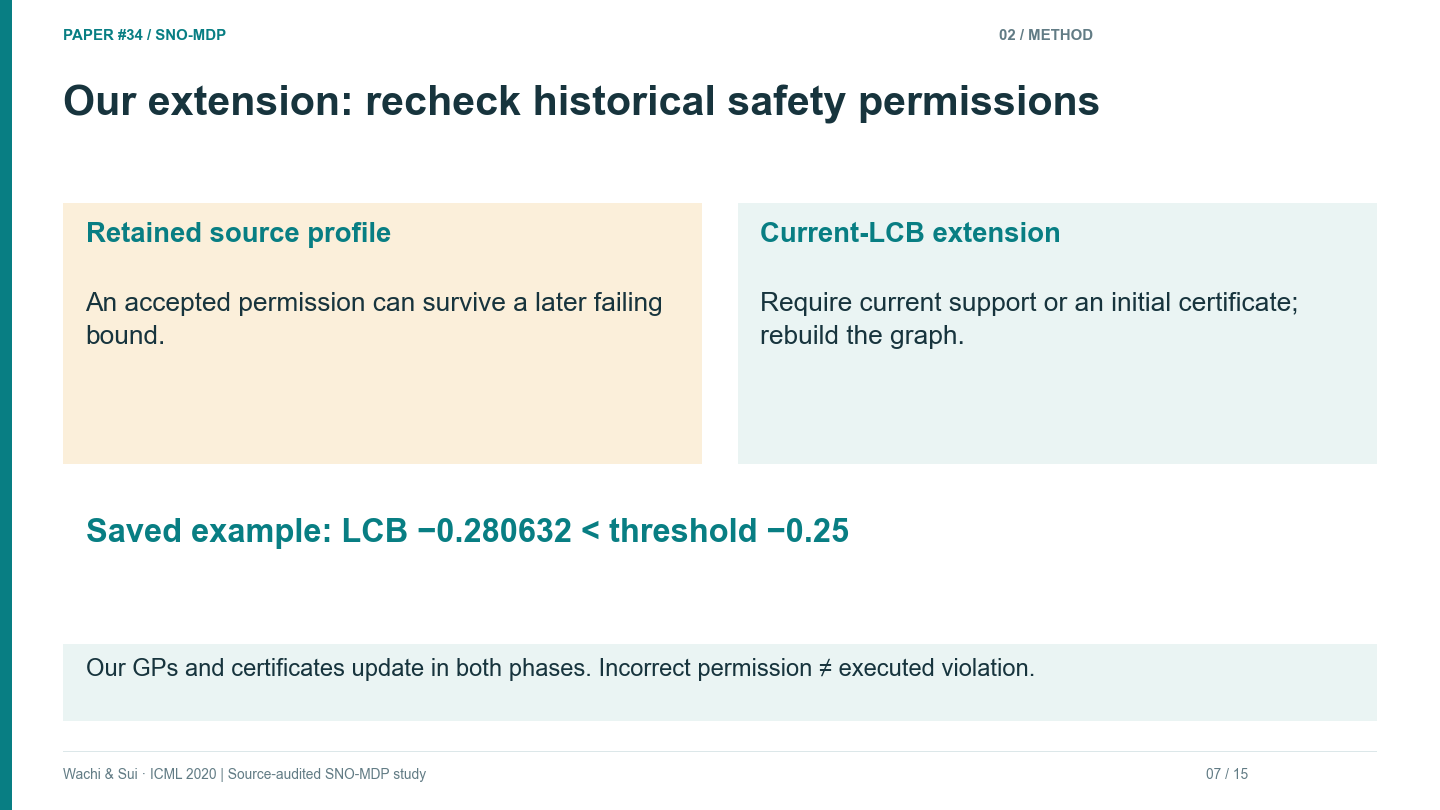 PAPER #34 / SNO-MDP
02 / METHOD
Our extension: recheck historical safety permissions
Retained source profile
An accepted permission can survive a later failing
bound.
Current-LCB extension
Require current support or an initial certificate;
rebuild the graph.
Saved example: LCB −0.280632 < threshold −0.25
Our GPs and certificates update in both phases. Incorrect permission ≠ executed violation.
Wachi & Sui · ICML 2020 | Source-audited SNO-MDP study
07 / 15